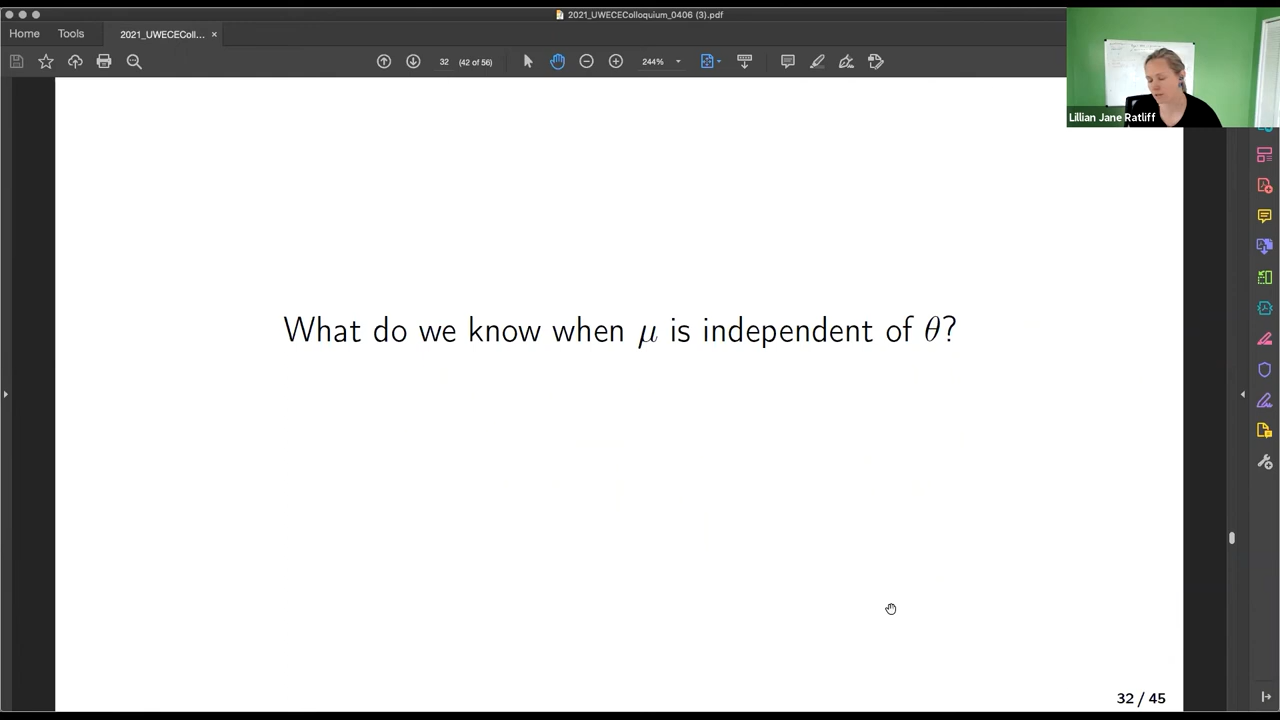 2021_UWECEColloquium_0406 (3).pdf
Home Tools 2021_UWECEColl... ×
32 (42 of 56) 244%
Lillian Jane Ratliff
What do we know when μ is independent of θ?
32 / 45